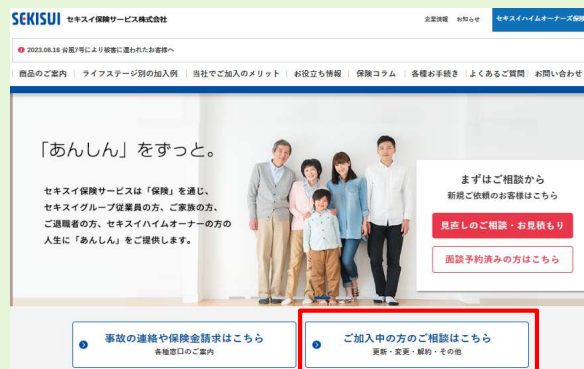 SEKISUI セキスイ保険サービス株式会社
企業情報 お知らせ セキスイハイムオーナーズ保険
2023.08.18 台風7号により被害に遭われたお客様へ
商品のご案内 ライフステージ別の加入例 当社でご加入のメリット お役立ち情報 保険コラム 各種お手続き よくあるご質問 お問い合わせ
「あんしん」をずっと。
セキスイ保険サービスは「保険」を通じ、
セキスイグループ従業員の方、ご家族の方、
ご退職者の方、セキスイハイムオーナーの方の
人生に「あんしん」をご提供します。
まずはご相談から
新規ご依頼のお客様はこちら
見直しのご相談・お見積もり
面談予約済みの方はこちら
事故の連絡や保険金請求はこちら
各種窓口のご案内
ご加入中の方のご相談はこちら
更新・変更・解約・その他